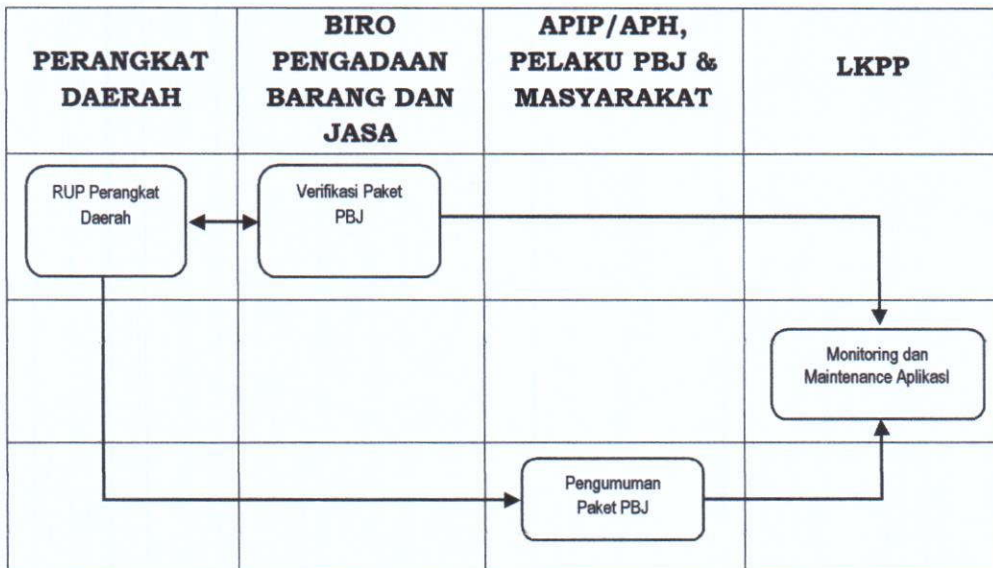 PERANGKAT
DAERAH
BIRO
PENGADAAN
BARANG DAN
JASA
APIP/APH,
PELAKU PBJ &
MASYARAKAT
LKPP
RUP Perangkat
Daerah
Verifikasi Paket
PBJ
Monitoring dan
Maintenance Aplikasi
Pengumuman
Paket PBJ